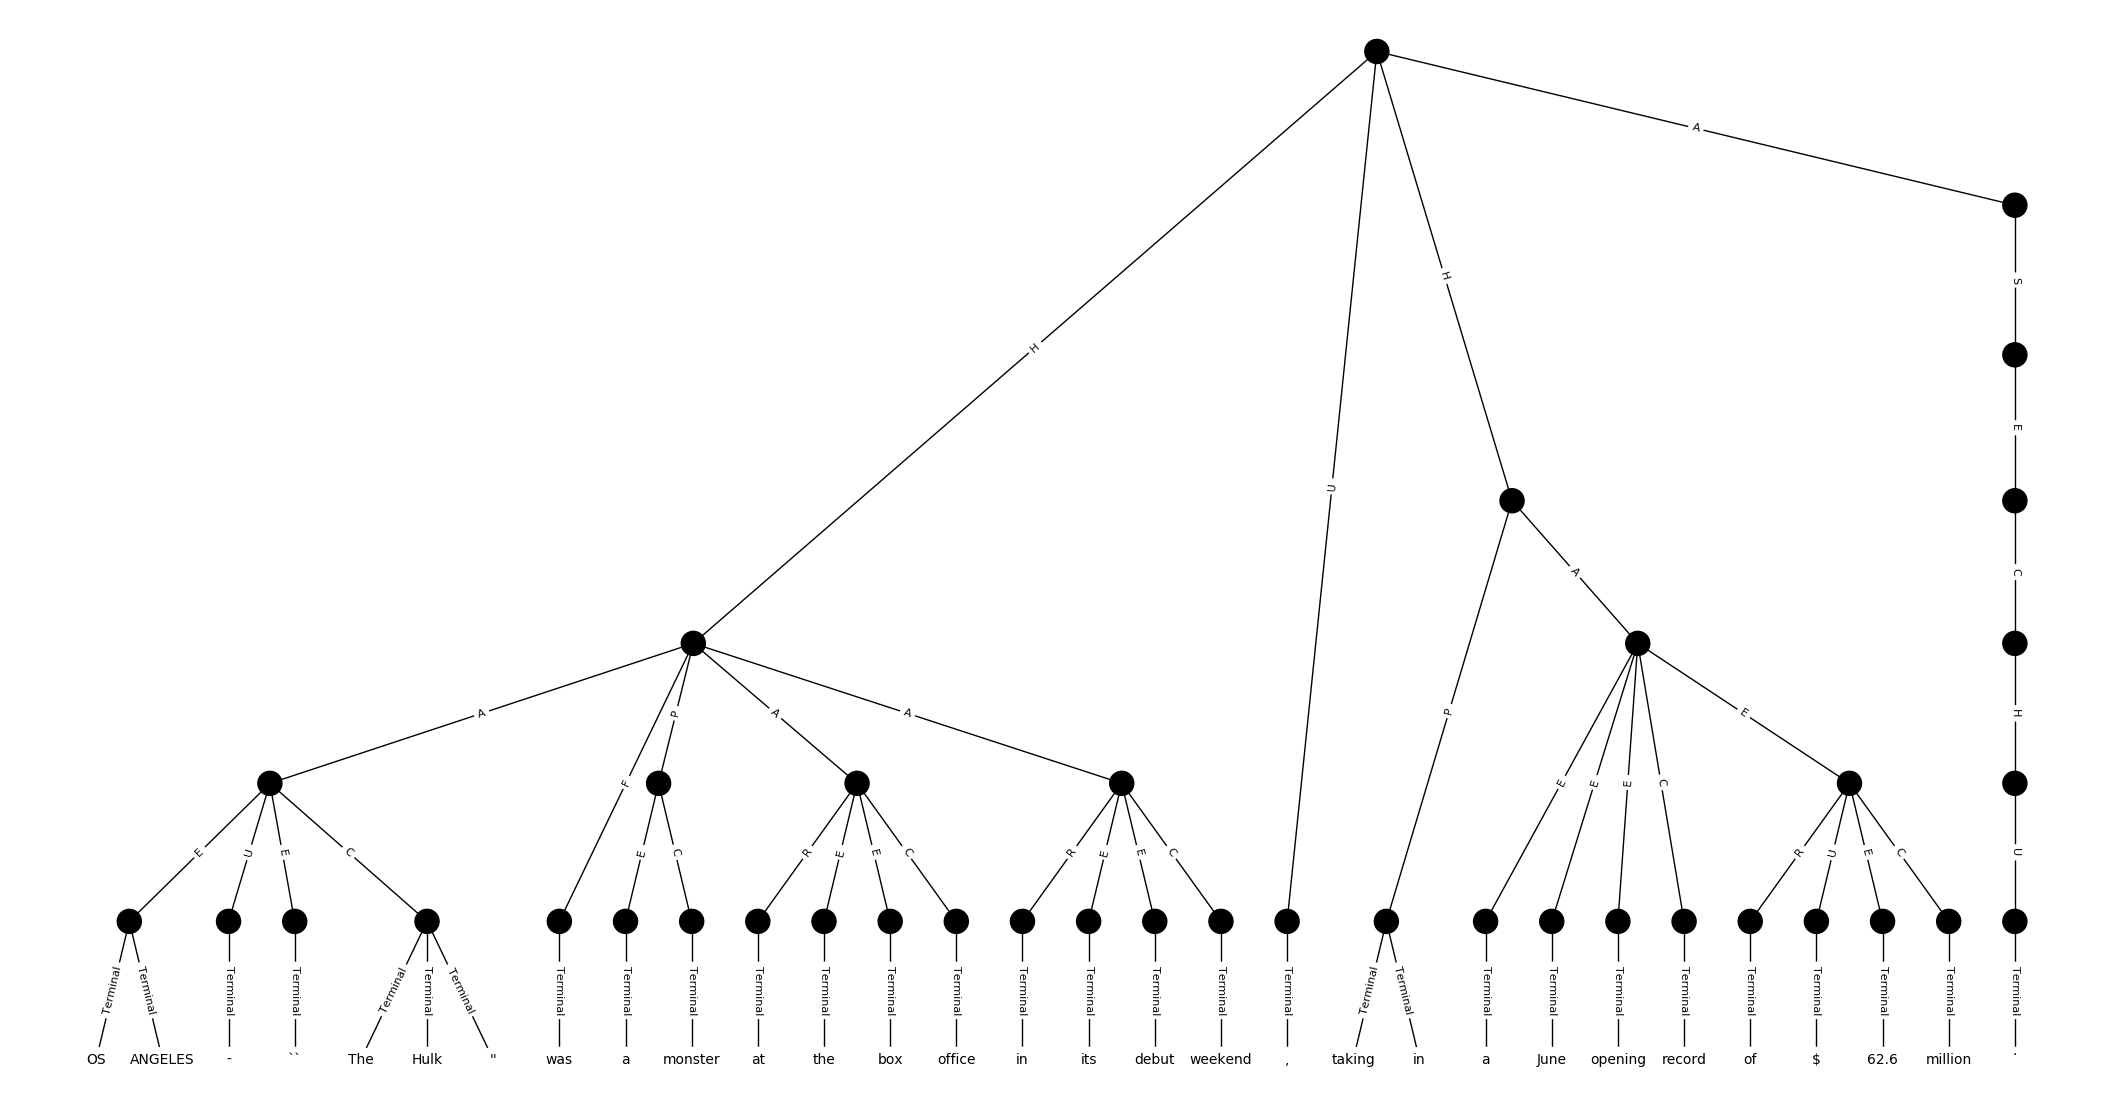 A
S
H
H
E
U
C
A
A
P
A
A
P
E
H
F
E
E
E
C
E
U
E
C
E
C
R
E
E
C
R
E
E
C
R
U
E
C
U
Terminal Terminal Terminal Terminal Terminal Terminal Terminal Terminal Terminal Terminal Terminal Terminal Terminal Terminal Terminal Terminal Terminal Terminal Terminal Terminal Terminal Terminal Terminal Terminal Terminal Terminal Terminal Terminal Terminal Terminal
OS ANGELES - `` The Hulk " was a monster at the box office in its debut weekend , taking in a June opening record of $ 62.6 million .